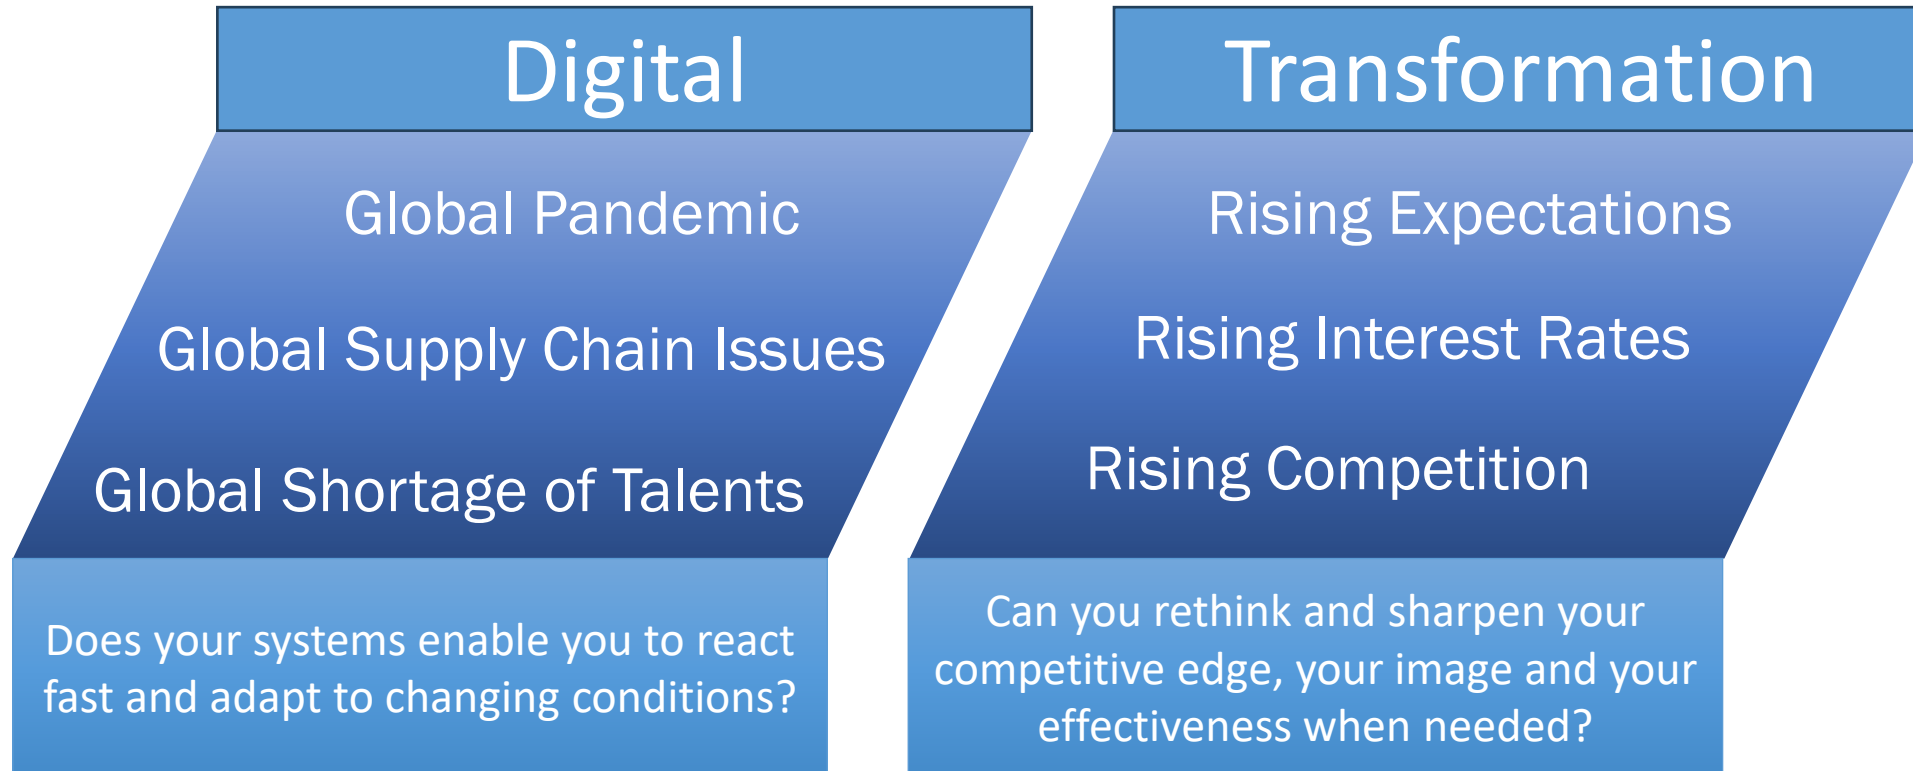 Digital
Global Pandemic
Global Supply Chain Issues
Global Shortage of Talents
Does your systems enable you to react
fast and adapt to changing conditions?
Transformation
Rising Expectations
Rising Interest Rates
Rising Competition
Can you rethink and sharpen your
competitive edge, your image and your
effectiveness when needed?